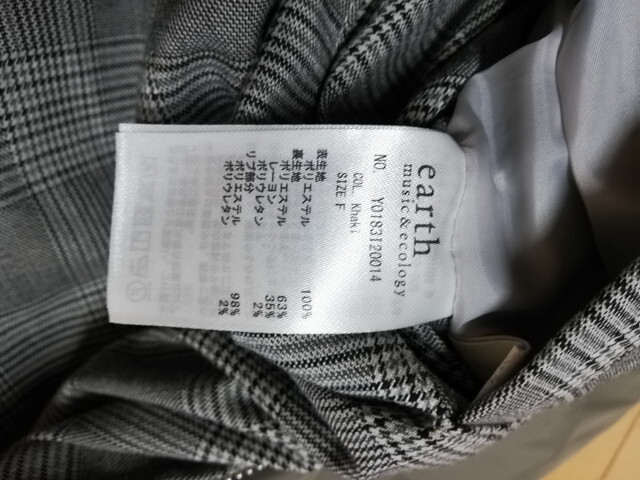 earth
music&ecology
NO. Y0183I20014
COL. Khaki
SIZE F
表生地
ポリエステル 100%
裏生地
ポリエステル 63%
レーヨン 35%
ポリウレタン 2%
リブ部分
ポリエステル 98%
ポリウレタン 2%